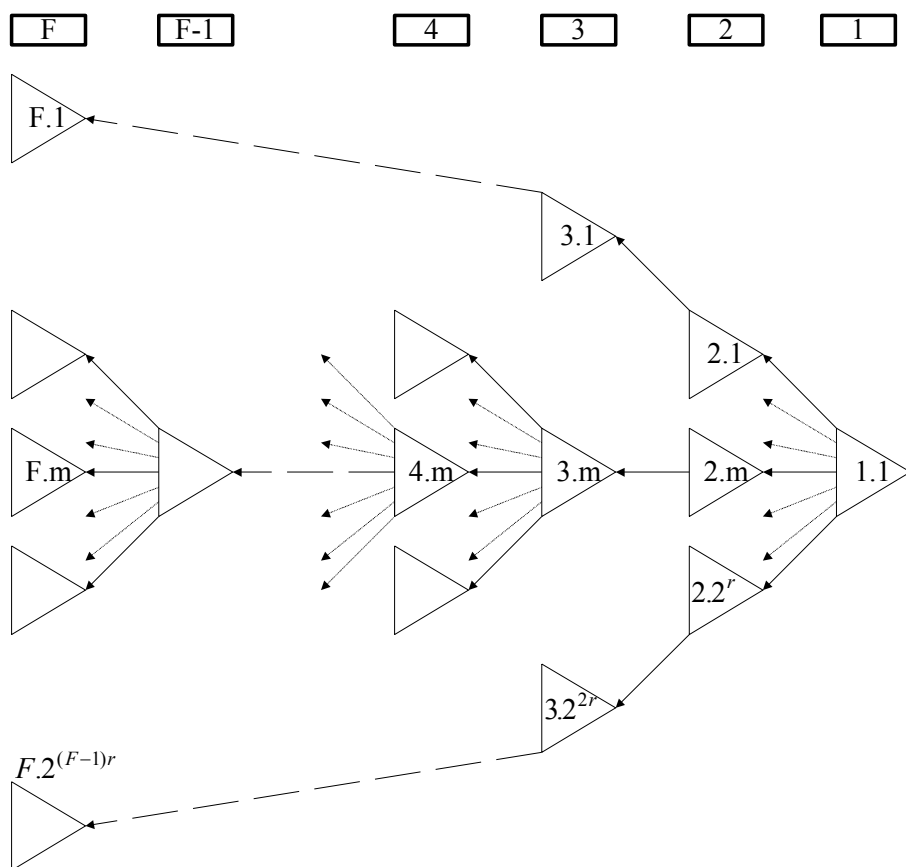 F F-1 4 3 2 1
F.1
3.1
2.1
F.m 4.m 3.m 2.m 1.1
2.2^r
3.2^{2r}
F.2^{(F-1)r}